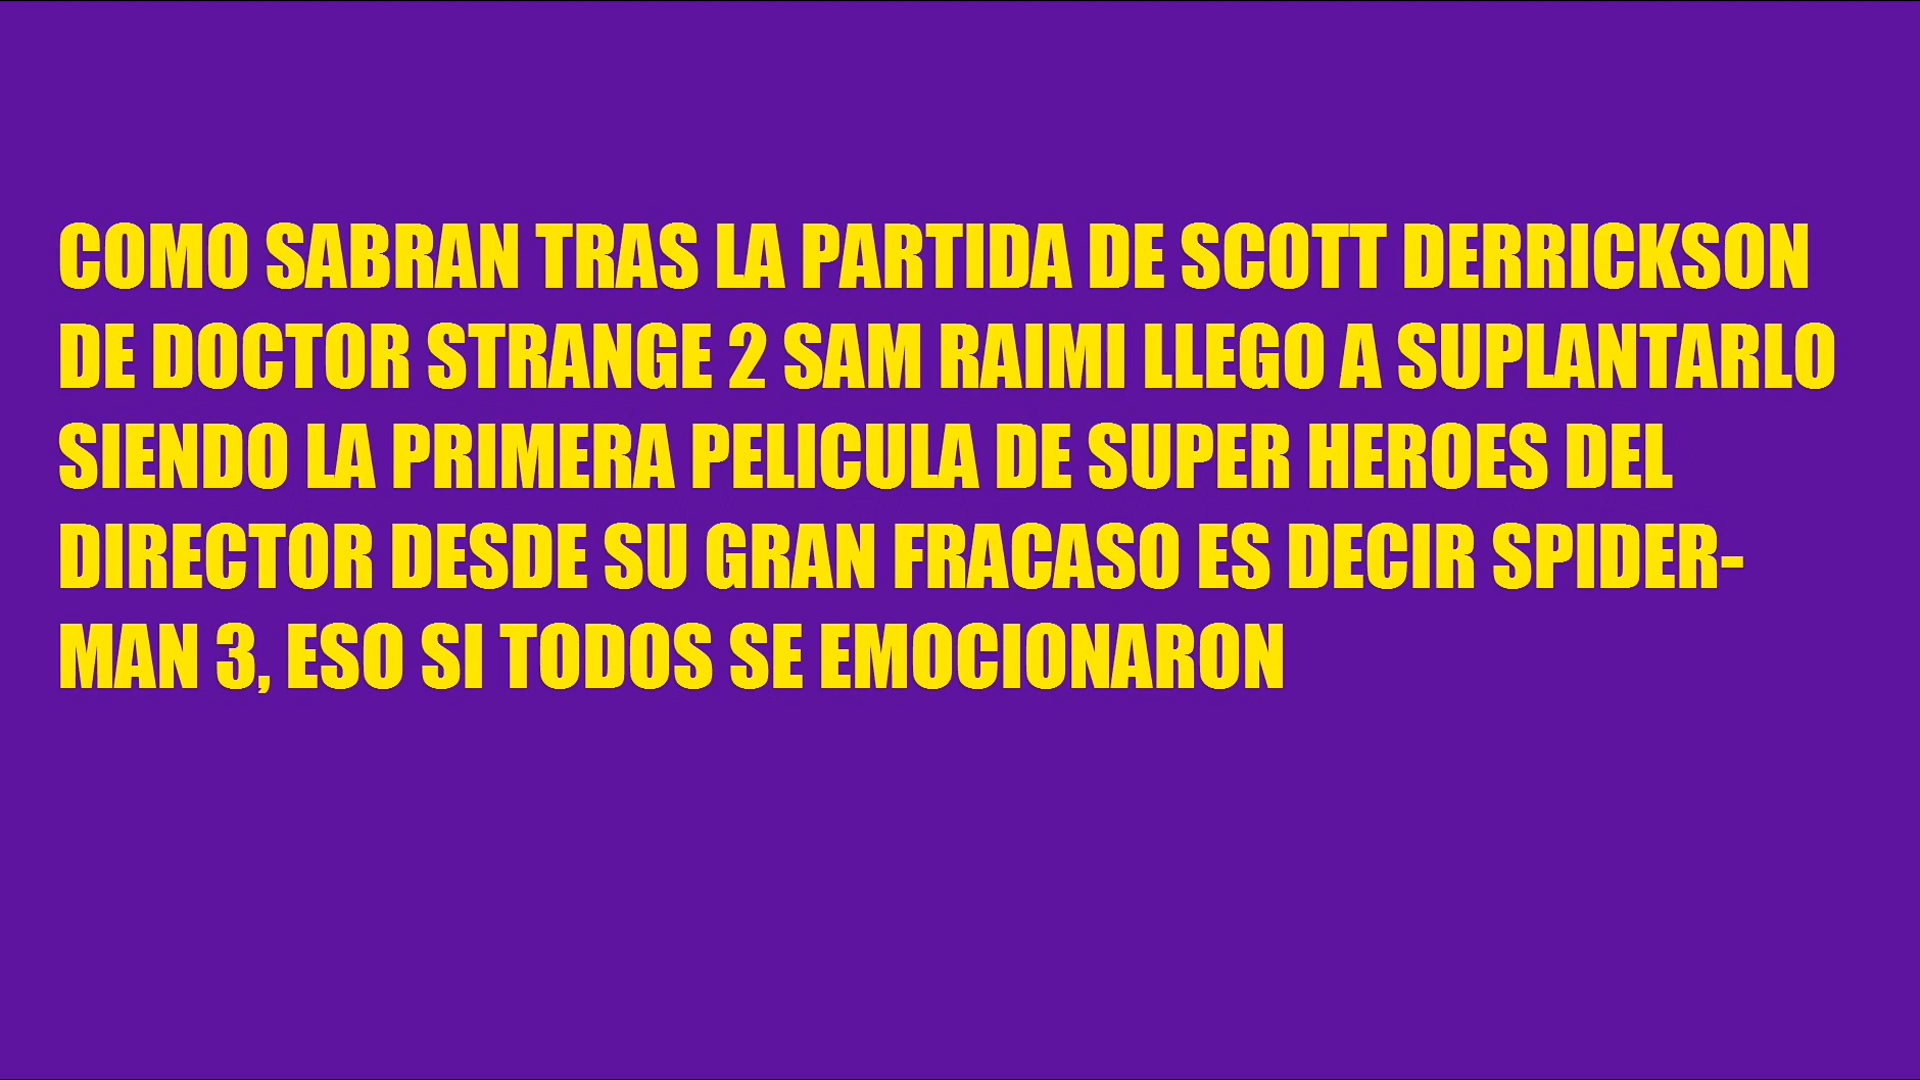 COMO SABRAN TRAS LA PARTIDA DE SCOTT DERRICKSON
DE DOCTOR STRANGE 2 SAM RAIMI LLEGO A SUPLANTARLO
SIENDO LA PRIMERA PELICULA DE SUPER HEROES DEL
DIRECTOR DESDE SU GRAN FRACASO ES DECIR SPIDER-
MAN 3, ESO SI TODOS SE EMOCIONARON